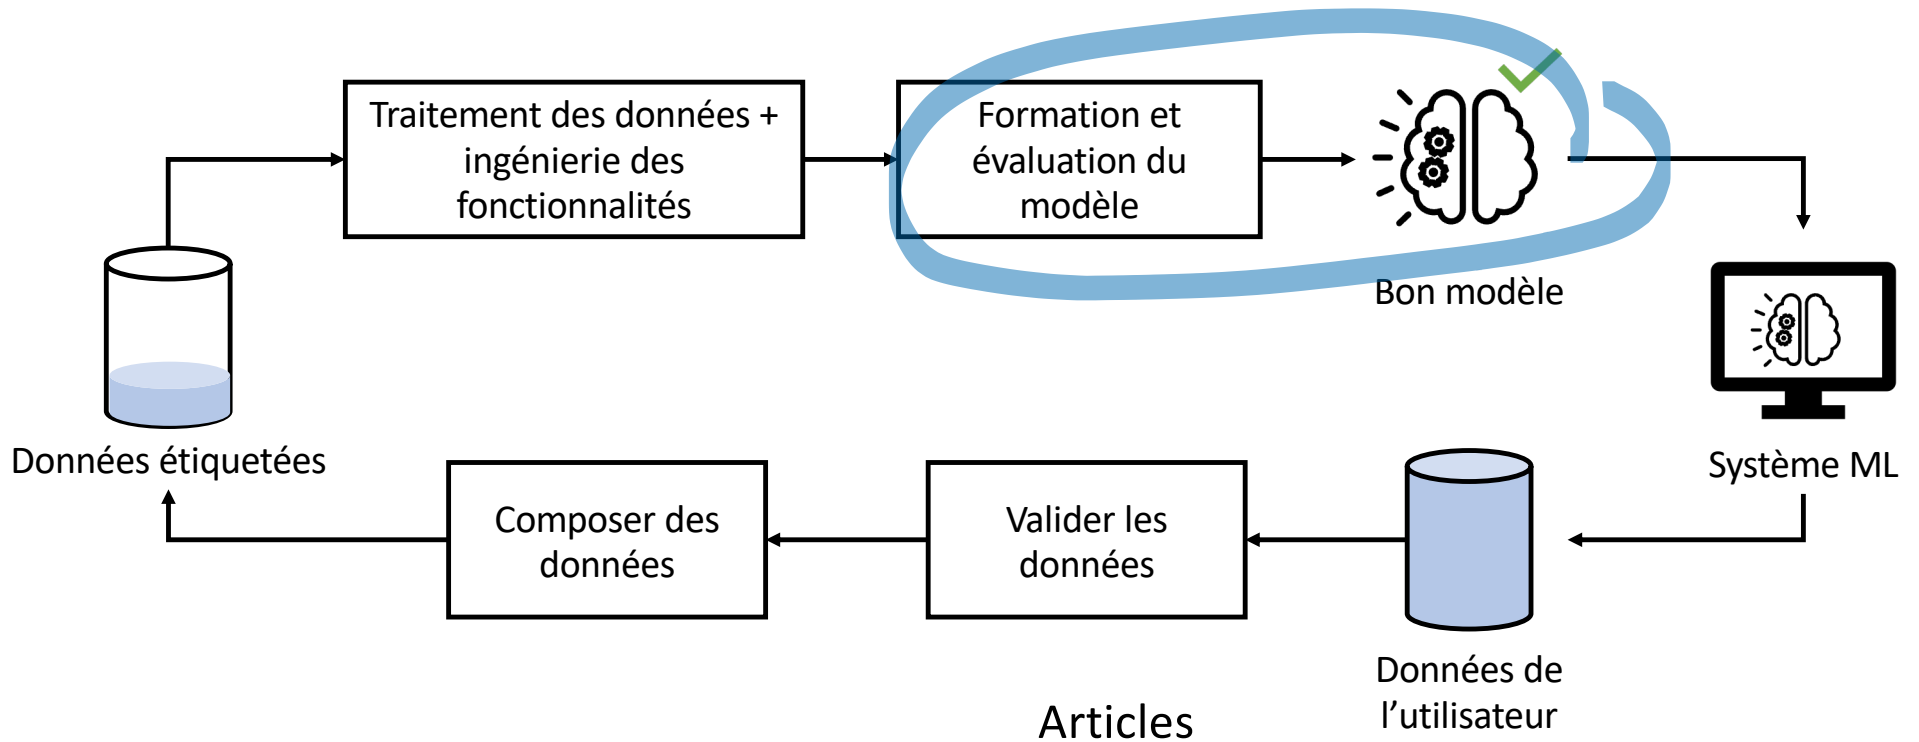 Traitement des données +
ingénierie des
fonctionnalités
Formation et
évaluation du
modèle
Bon modèle
Données étiquetées
Système ML
Composer des
données
Valider les
données
Données de
l'utilisateur
Articles